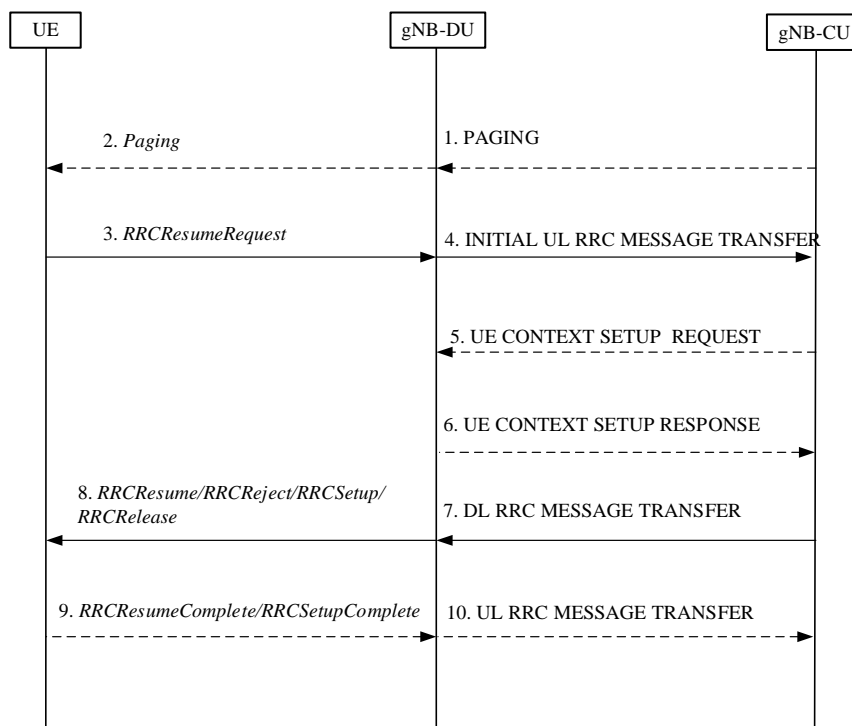 UE
gNB-DU
gNB-CU
2. Paging
1. PAGING
3. RRCResumeRequest
4. INITIAL UL RRC MESSAGE TRANSFER
5. UE CONTEXT SETUP REQUEST
6. UE CONTEXT SETUP RESPONSE
8. RRCResume/RRCReject/RRCSetup/
RRCRelease
7. DL RRC MESSAGE TRANSFER
9. RRCResumeComplete/RRCSetupComplete
10. UL RRC MESSAGE TRANSFER